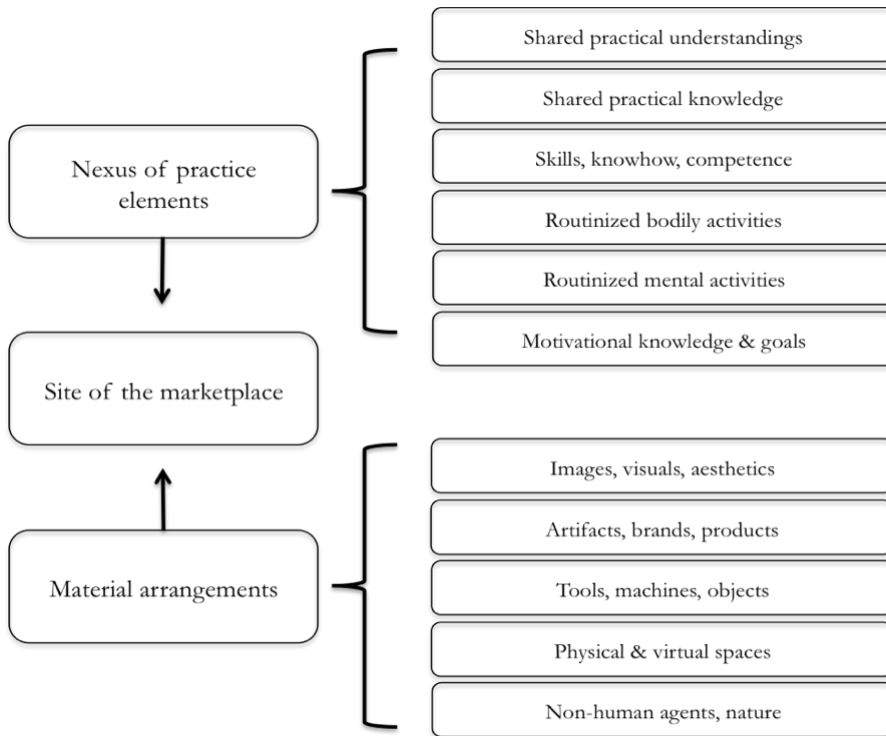 Shared practical understandings
Shared practical knowledge
Nexus of practice
elements
Skills, knowhow, competence
Routinized bodily activities
Routinized mental activities
Motivational knowledge & goals
Site of the marketplace
Images, visuals, aesthetics
Artifacts, brands, products
Material arrangements
Tools, machines, objects
Physical & virtual spaces
Non-human agents, nature